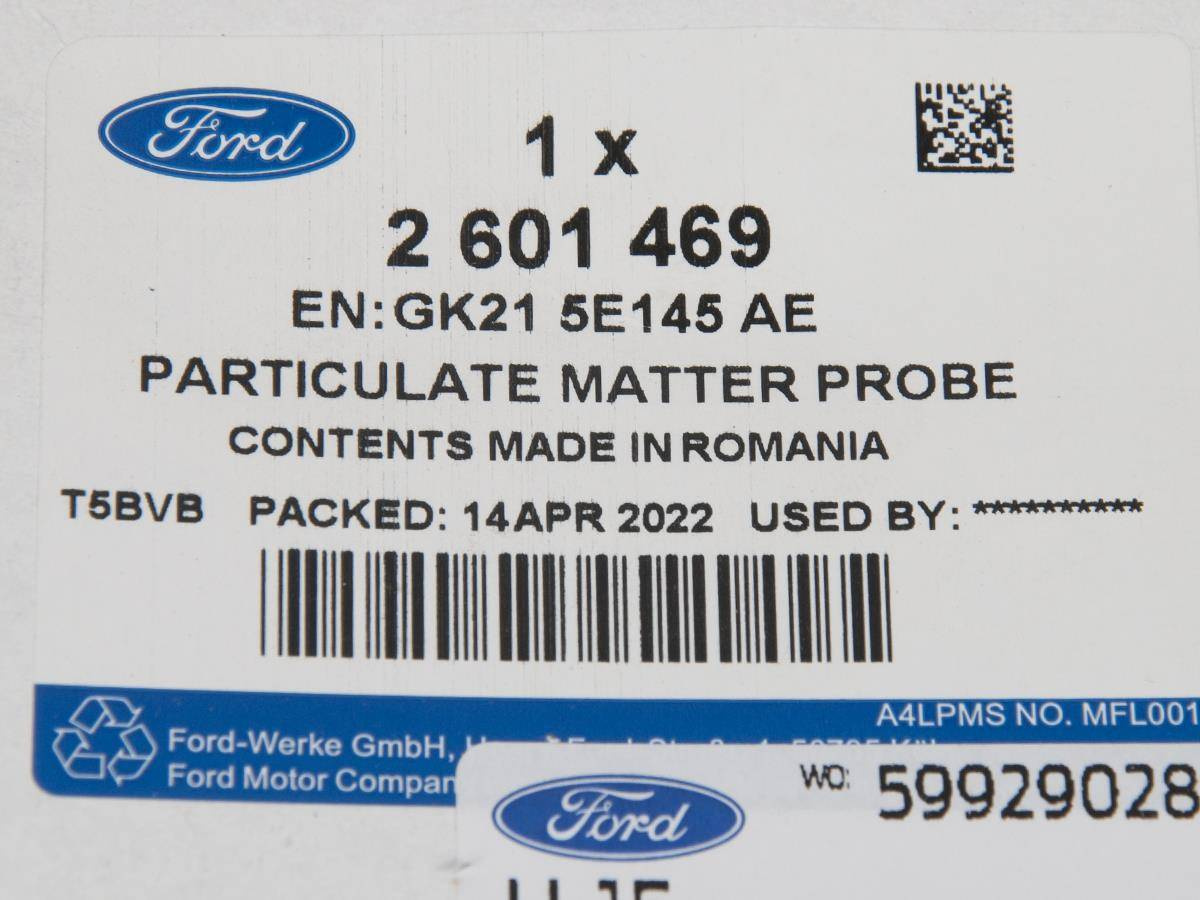 Ford
1 x
2 601 469
EN: GK21 5E145 AE
PARTICULATE MATTER PROBE
CONTENTS MADE IN ROMANIA
T5BVB PACKED: 14APR 2022 USED BY: **********
A4LPMS NO. MFL001
Ford-Werke GmbH,
Ford Motor Compan
Ford
WO: 59929028